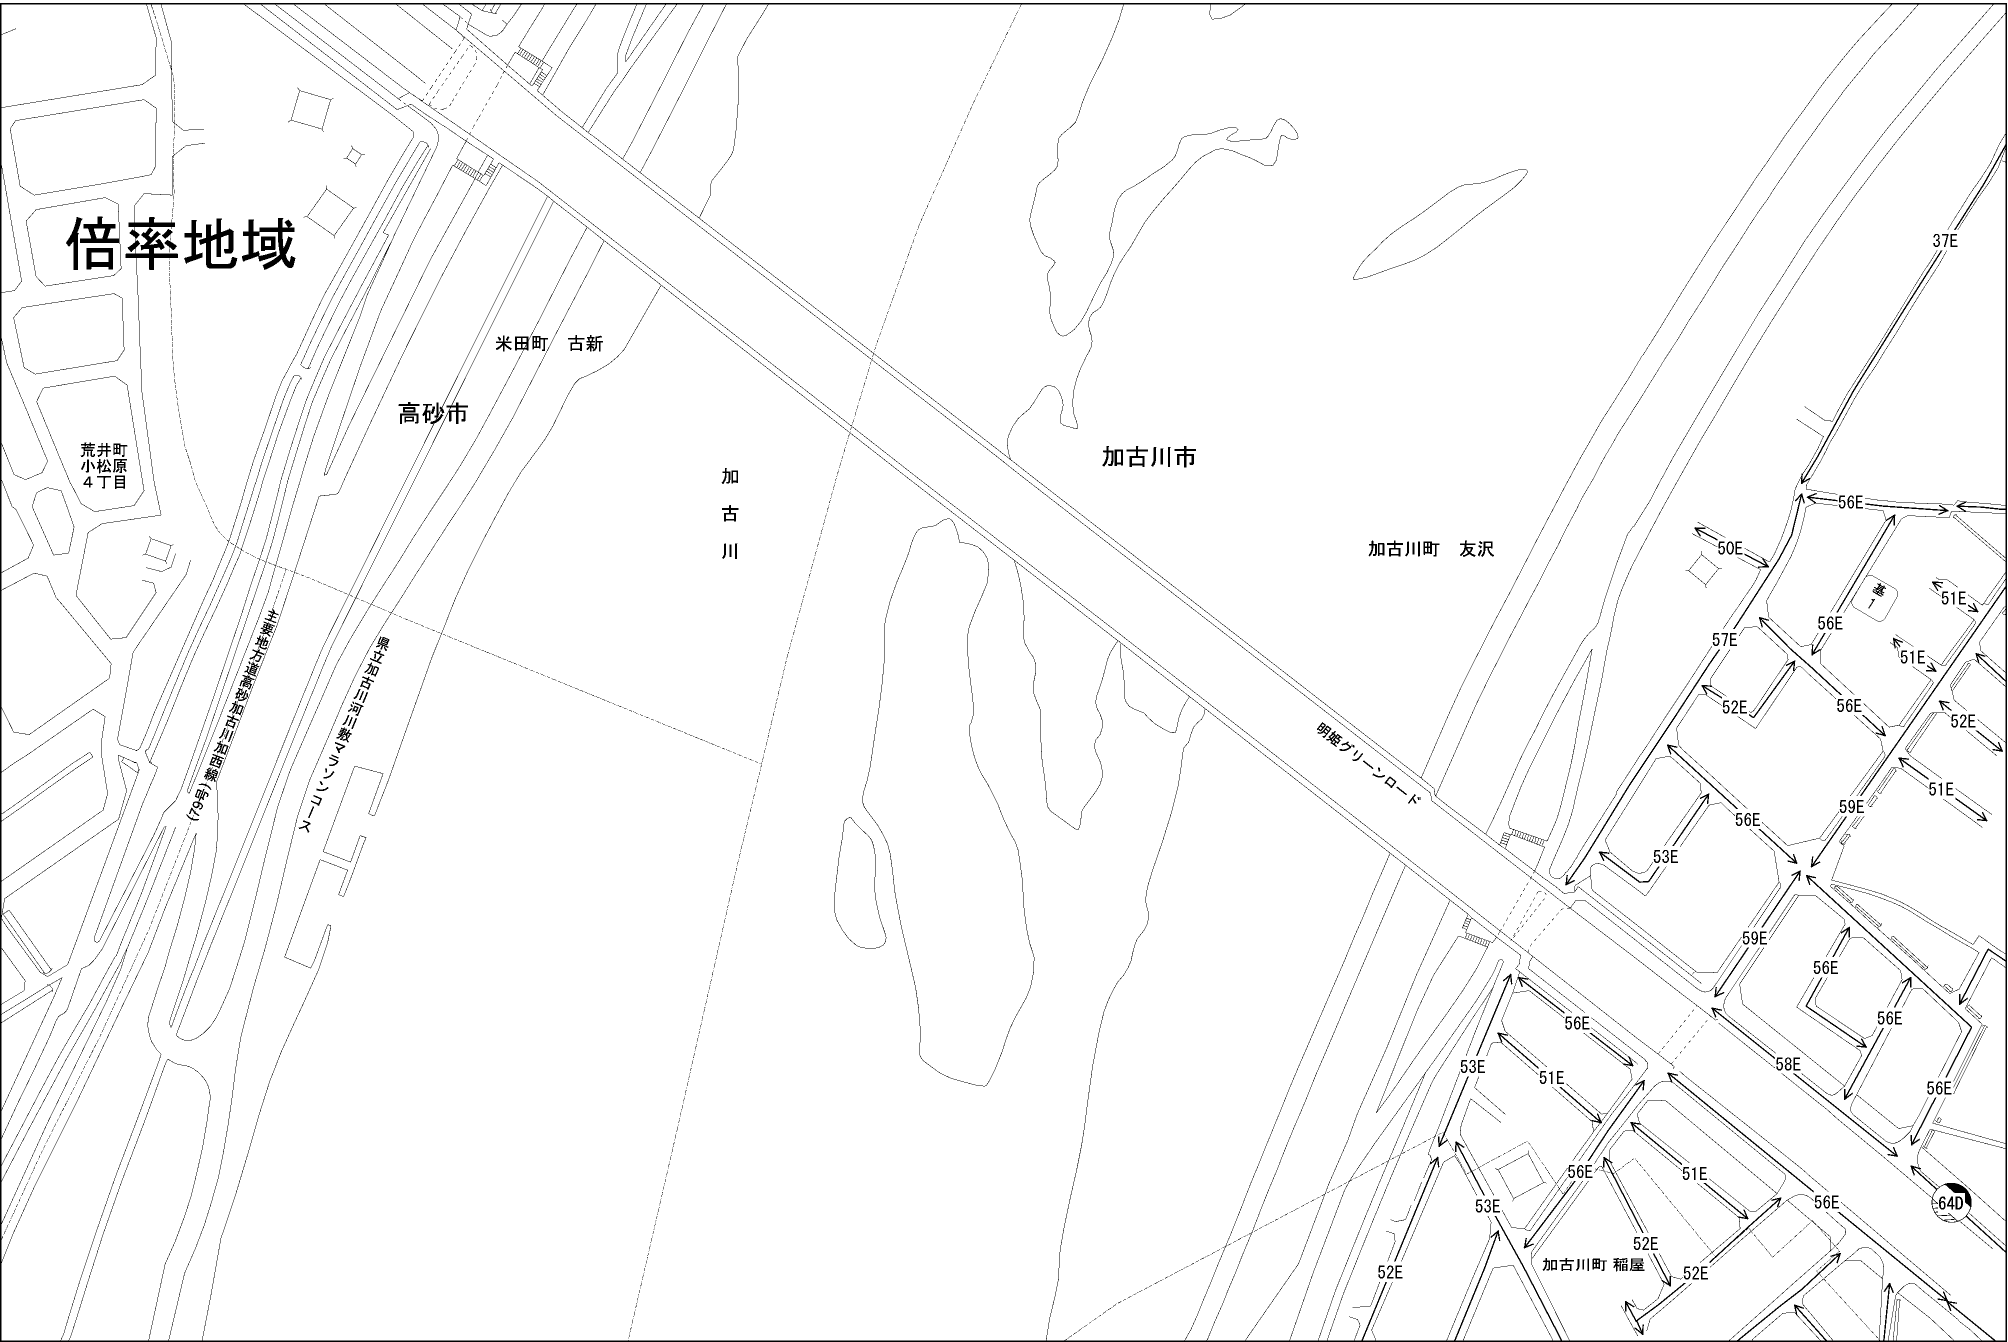 倍率地域
米田町　古新
高砂市
荒井町
小松原
4丁目
加古川
加古川市
加古川町　友沢
主要地方道高砂加古川加西線(79号)
県立加古川河川敷マラソンコース
明姫グリーンロード
加古川町 稲屋
基
1
37E
56E
50E
51E
56E
57E
51E
52E
56E
52E
51E
59E
56E
53E
59E
56E
56E
56E
58E
53E
51E
56E
56E
51E
53E
56E
64D
52E
52E
52E